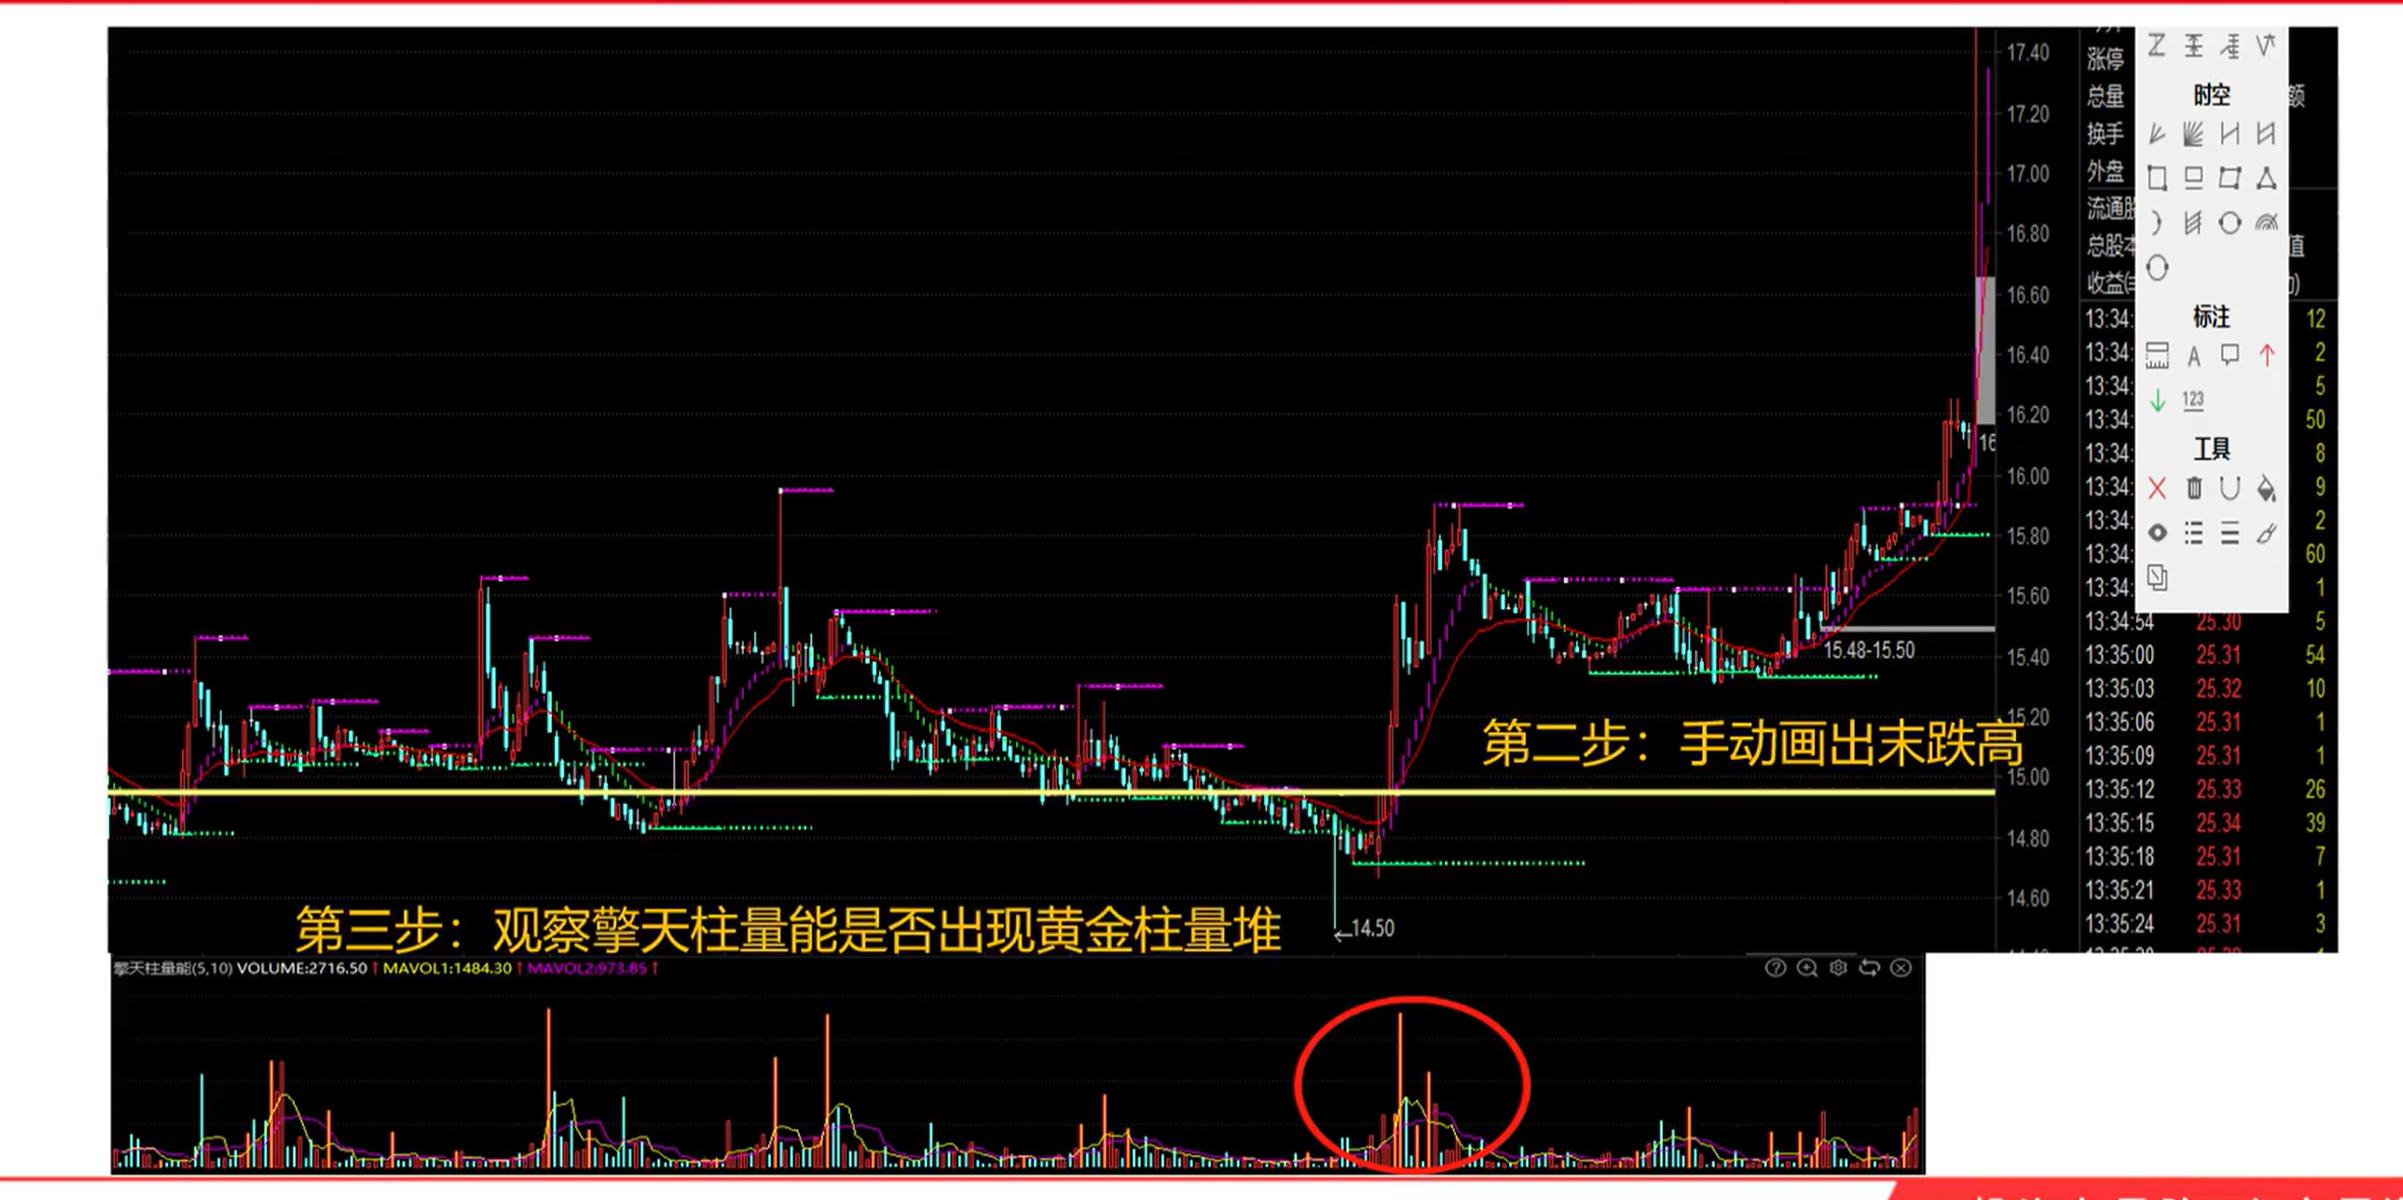 17.40
17.20
17.00
16.80
16.60
16.40
16.20
16.00
15.80
15.60
15.40
15.20
15.00
14.80
14.60
16
15.48-15.50
第二步：手动画出末跌高
第三步：观察擎天柱量能是否出现黄金柱量堆
←14.50
擎天柱量能(5,10) VOLUME:2716.50↑ MAVOL1:1484.30↑ MAVOL2:973.85↑
涨停
总量 额
换手
外盘
流通股
总股本 值
收益(三
时空
标注
A
123
工具
13:34: 12
13:34: 2
13:34: 5
13:34: 50
13:34: 8
13:34: 9
13:34: 2
13:34: 60
13:34: 1
13:34:54 25.30 5
13:35:00 25.31 54
13:35:03 25.32 10
13:35:06 25.31 1
13:35:09 25.31 1
13:35:12 25.33 26
13:35:15 25.34 39
13:35:18 25.31 7
13:35:21 25.33 1
13:35:24 25.31 3